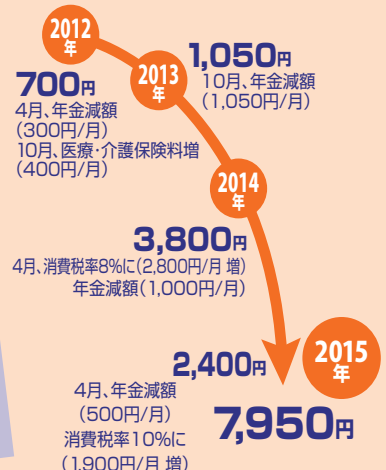 2012
年
700円
4月、年金減額
(300円/月)
10月、医療・介護保険料増
(400円/月)
2013
年
1,050円
10月、年金減額
(1,050円/月)
2014
年
3,800円
4月、消費税率8%に(2,800円/月 増)
年金減額(1,000円/月)
2,400円
4月、年金減額
(500円/月)
消費税率10%に
(1,900円/月 増)
2015
年
7,950円